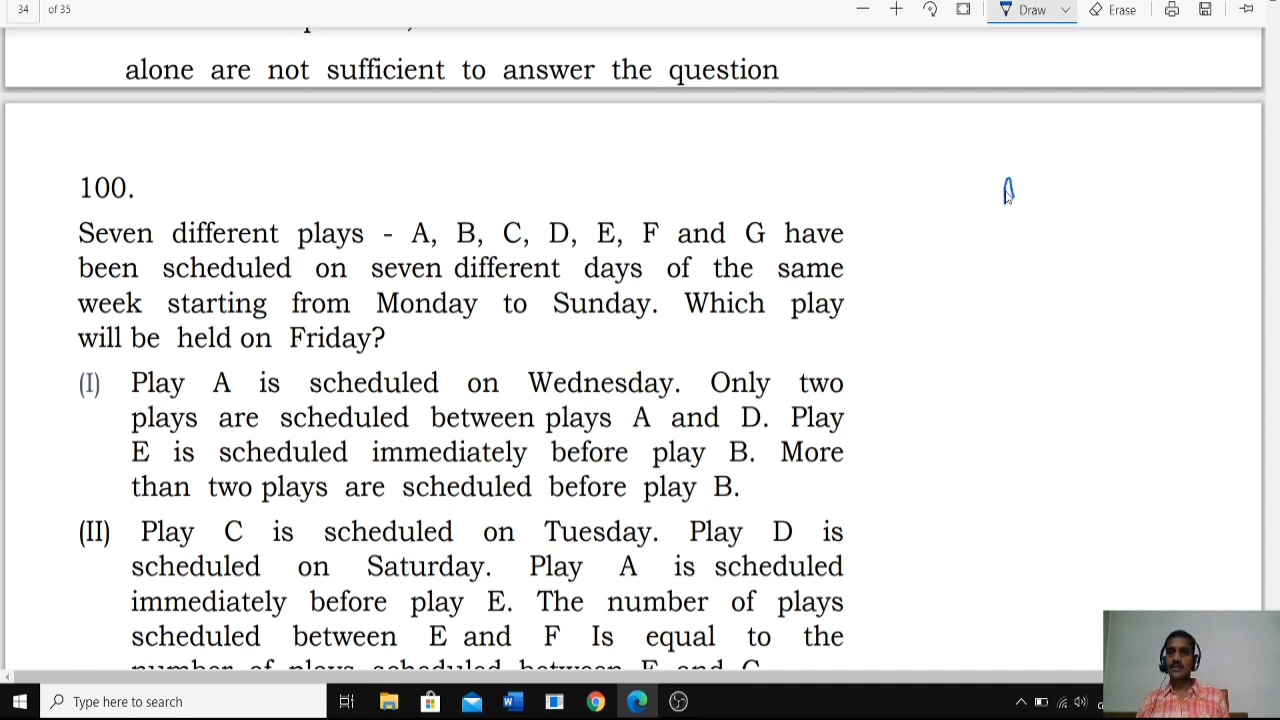 34 of 35
Draw
Erase
alone are not sufficient to answer the question
100.
Seven different plays - A, B, C, D, E, F and G have
been scheduled on seven different days of the same
week starting from Monday to Sunday. Which play
will be held on Friday?
(I) Play A is scheduled on Wednesday. Only two
plays are scheduled between plays A and D. Play
E is scheduled immediately before play B. More
than two plays are scheduled before play B.
(II) Play C is scheduled on Tuesday. Play D is
scheduled on Saturday. Play A is scheduled
immediately before play E. The number of plays
scheduled between E and F Is equal to the
Type here to search